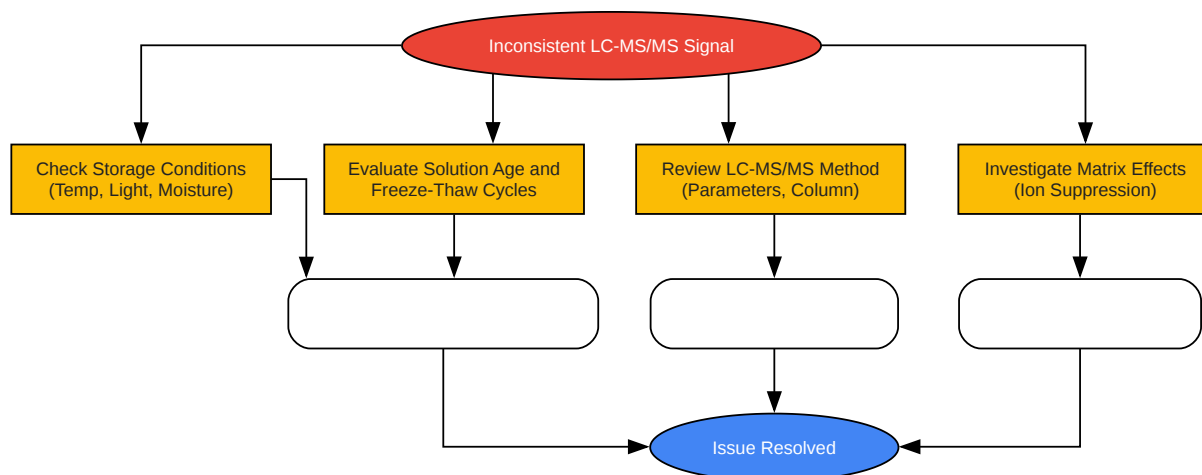 Inconsistent LC-MS/MS Signal
Check Storage Conditions
(Temp, Light, Moisture)
Evaluate Solution Age and
Freeze-Thaw Cycles
Review LC-MS/MS Method
(Parameters, Column)
Investigate Matrix Effects
(Ion Suppression)
Issue Resolved